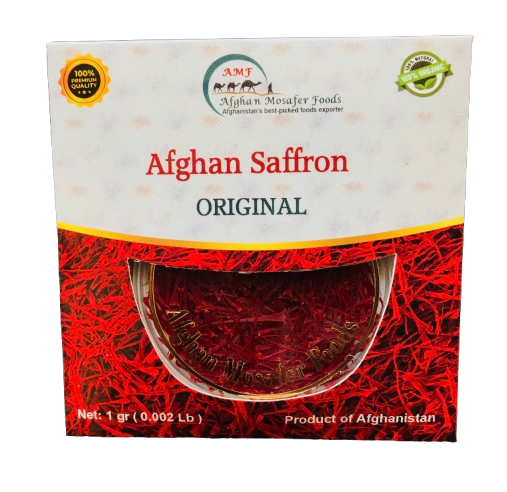 100%
PREMIUM
QUALITY
AMF
Afghan Mosafer Foods
Afghanistan's best-picked foods exporter
100% NATURAL
100% ORGANIC
Afghan Saffron
ORIGINAL
Afghan Mosafer Foods
Net: 1 gr ( 0.002 Lb )
Product of Afghanistan